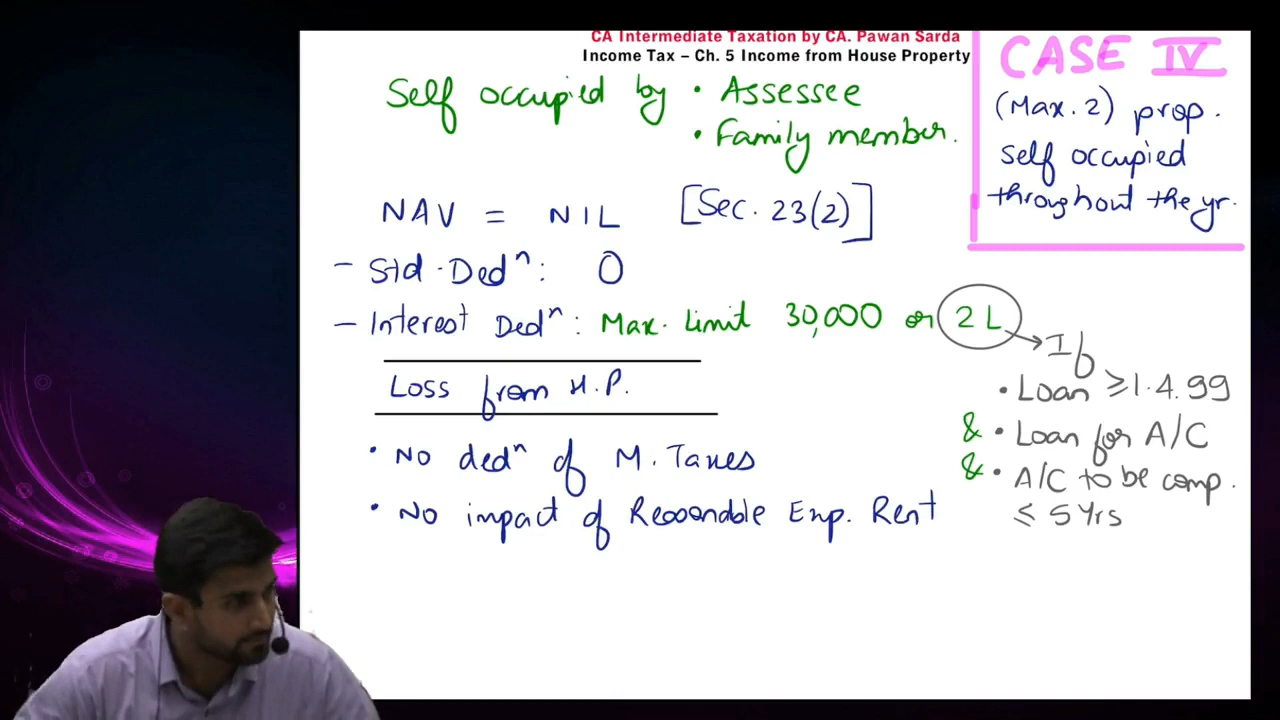 CA Intermediate Taxation by CA. Pawan Sarda
Income Tax – Ch. 5 Income from House Property
CASE IV
(Max. 2) prop.
self occupied
throughout the yr.
Self occupied by • Assessee
• Family member.
NAV = NIL [Sec. 23(2)]
– Std. Dedⁿ : 0
– Interest Dedⁿ : Max. Limit 30,000 or 2 L
Loss from H.P.
• No dedⁿ of M. Taxes
• No impact of Reasonable Exp. Rent
If
• Loan ≥ 1.4.99
& • Loan for A/C
& • A/C to be comp.
≤ 5 Yrs